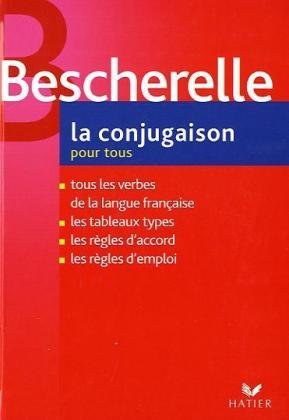 B
Bescherelle
la conjugaison
pour tous
tous les verbes
de la langue française
les tableaux types
les règles d'accord
les règles d'emploi
HATIER